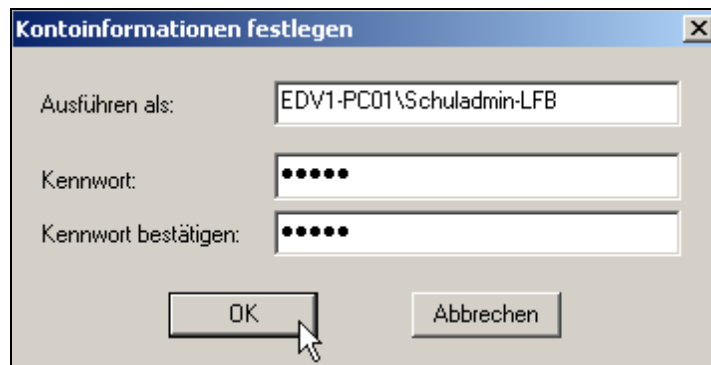 Kontoinformationen festlegen
Ausführen als: EDV1-PC01\Schuladmin-LFB
Kennwort: •••••
Kennwort bestätigen: •••••
OK Abbrechen